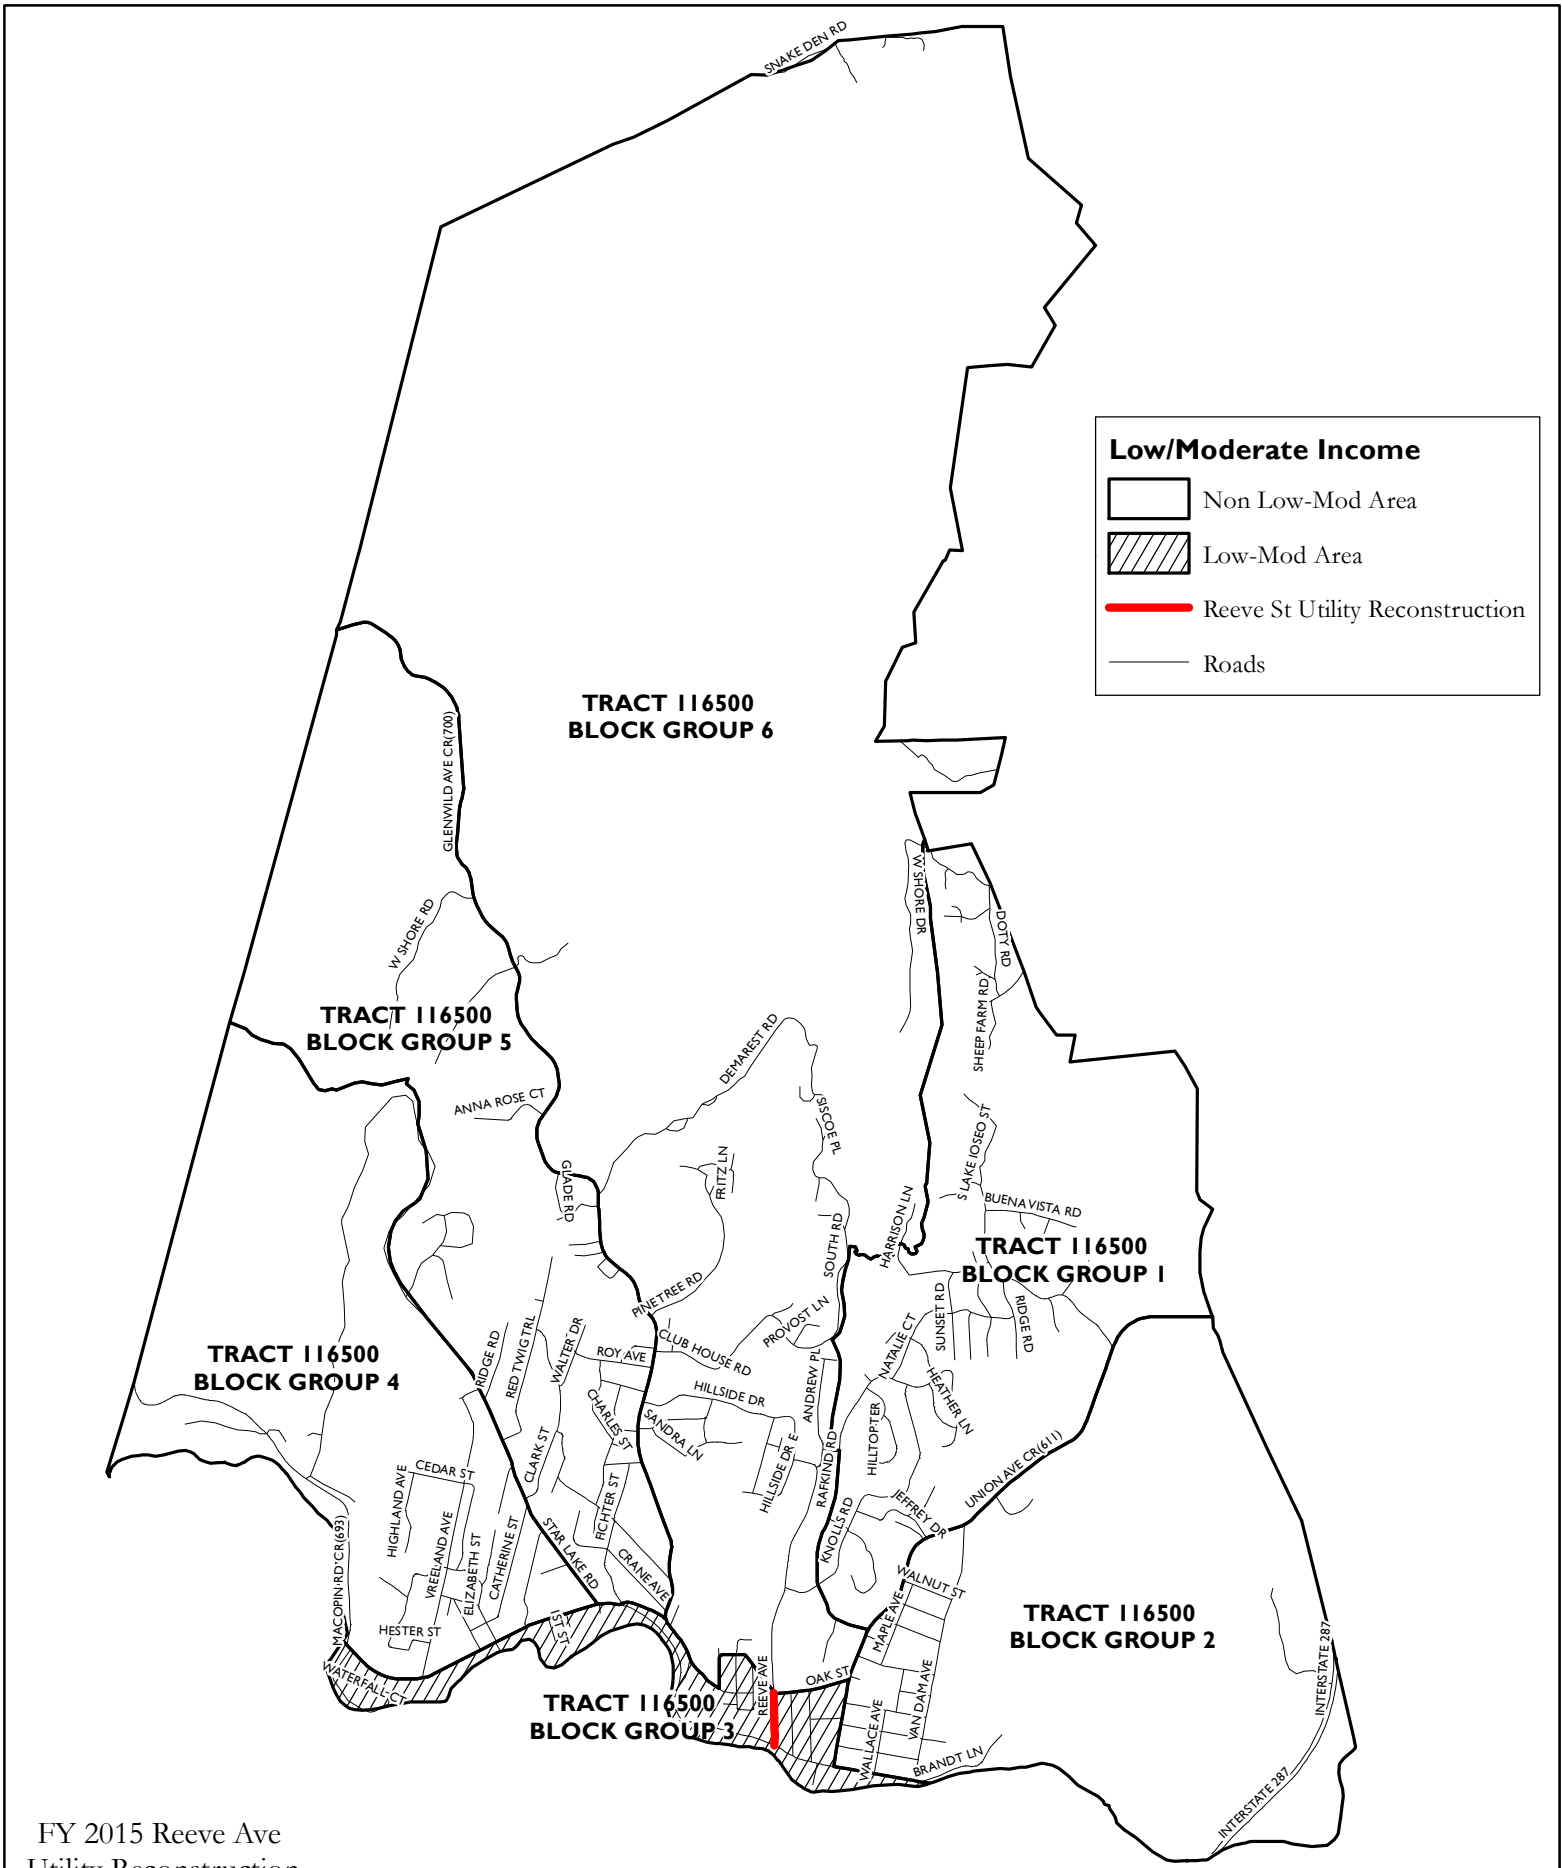 SNAKE DEN RD
Low/Moderate Income
Non Low-Mod Area
Low-Mod Area
Reeve St Utility Reconstruction
Roads
TRACT 116500
BLOCK GROUP 6
GLENWILD AVE CR(700)
W SHORE DR
W SHORE RD
DOTY RD
SHEEP FARM RD
TRACT 116500
BLOCK GROUP 5
DEMAREST RD
ANNA ROSE CT
SISCOE PL
S LAKE IOSEO ST
FRITZ LN
GLADE RD
BUENA VISTA RD
HARRISON LN
SOUTH RD
TRACT 116500
BLOCK GROUP 1
PINETREE RD
PROVOST LN
SUNSET RD
RIDGE RD
NATALIE CT
RED TWIG TRL
WALTER DR
RIDGE RD
CLUB HOUSE RD
ROY AVE
TRACT 116500
BLOCK GROUP 4
ANDREW PL
HEATHER LN
HILLSIDE DR
CHARLES ST
SANDRA LN
HILLTOP TER
CLARK ST
HILLSIDE DR E
RAFKIND RD
UNION AVE CR(611)
CEDAR ST
HIGHLAND AVE
FICHTER ST
KNOLLS RD
JEFFREY DR
VREELAND AVE
ELIZABETH ST
CATHERINE ST
STAR LAKE RD
CRANE AVE
MACOPIN RD CR(693)
WALNUT ST
MAPLE AVE
TRACT 116500
BLOCK GROUP 2
HESTER ST
1ST ST
WATERFALL CT
REEVE AVE
OAK ST
VAN DAM AVE
WALLACE AVE
INTERSTATE 287
TRACT 116500
BLOCK GROUP 3
BRANDT LN
INTERSTATE 287
FY 2015 Reeve Ave
Utility Reconstruction